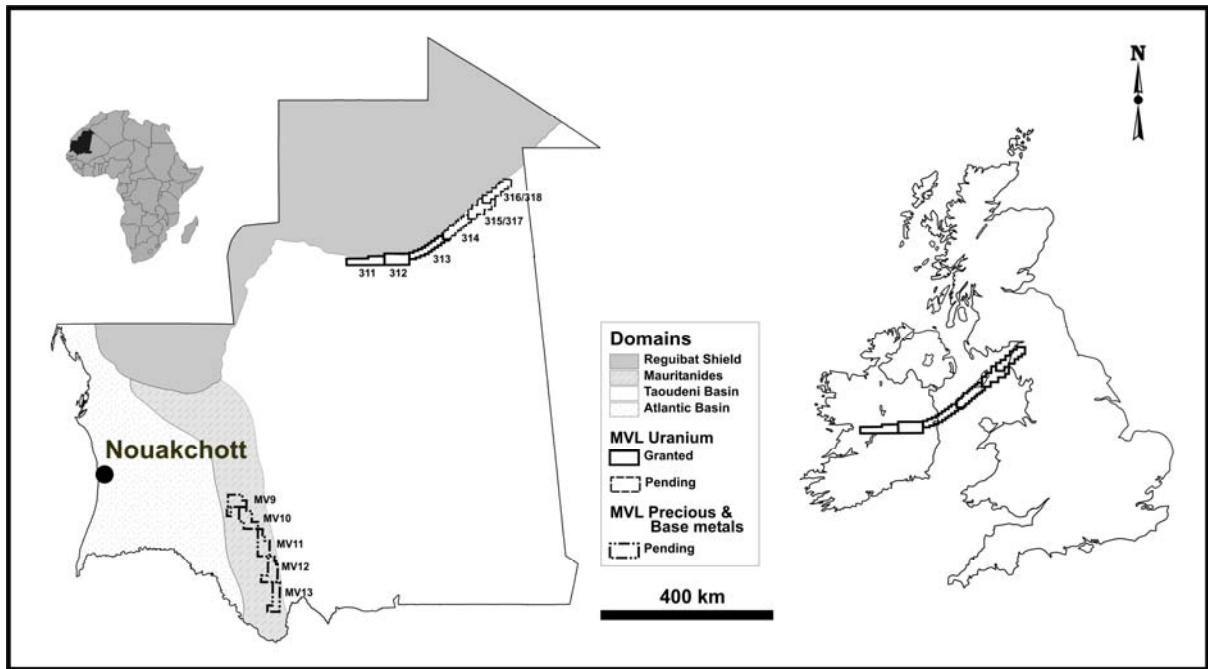 N
316/318
315/317
314
313
311
312
Domains
Reguibat Shield
Mauritanides
Taoudeni Basin
Atlantic Basin
MVL Uranium
Granted
Pending
MVL Precious &
Base metals
Pending
Nouakchott
MV9
MV10
MV11
MV12
MV13
400 km